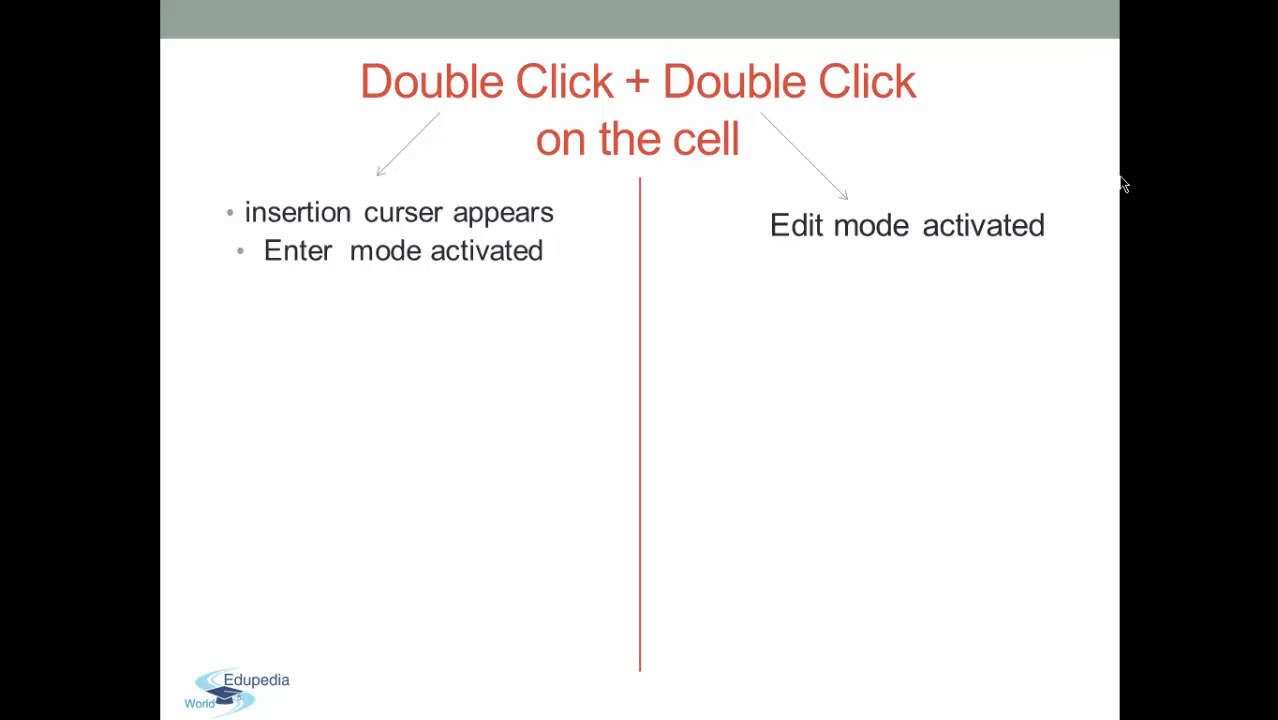 Double Click + Double Click
on the cell
• insertion curser appears
• Enter mode activated
Edit mode activated
Edupedia
World